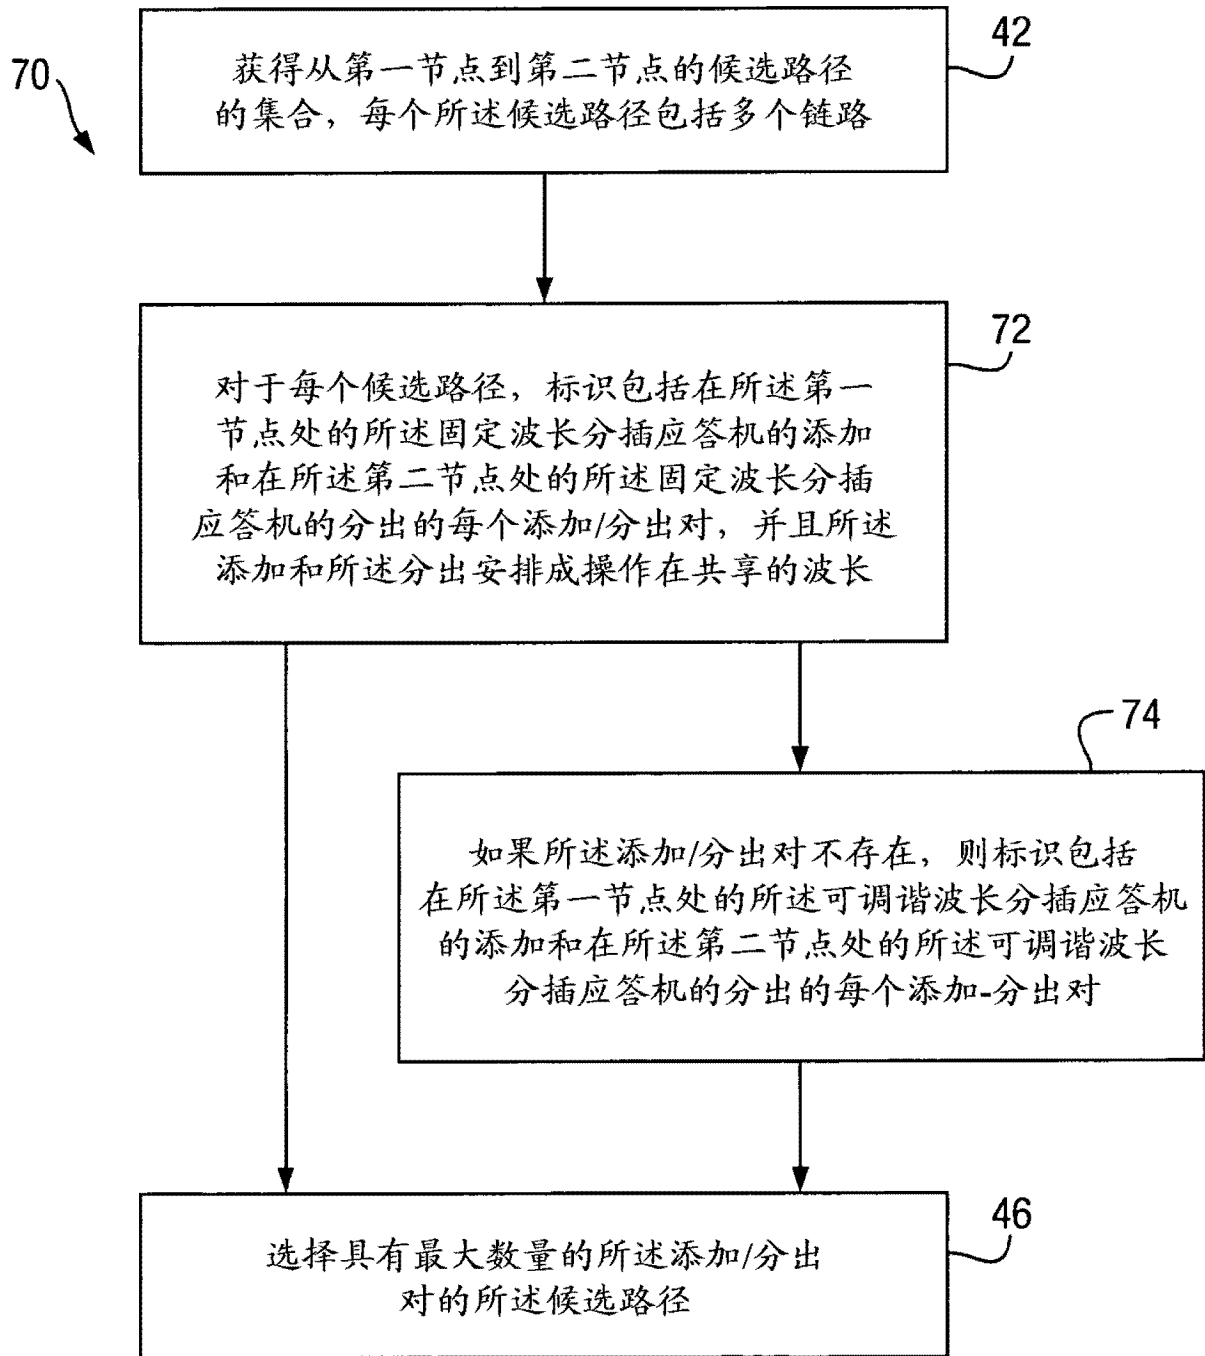 70
42
获得从第一节点到第二节点的候选路径
的集合，每个所述候选路径包括多个链路
72
对于每个候选路径，标识包括在所述第一
节点处的所述固定波长分插应答机的添加
和在所述第二节点处的所述固定波长分插
应答机的分出的每个添加/分出对，并且所述
添加和所述分出安排成操作在共享的波长
74
如果所述添加/分出对不存在，则标识包括
在所述第一节点处的所述可调谐波长分插应答机
的添加和在所述第二节点处的所述可调谐波长
分插应答机的分出的每个添加-分出对
46
选择具有最大数量的所述添加/分出
对的所述候选路径